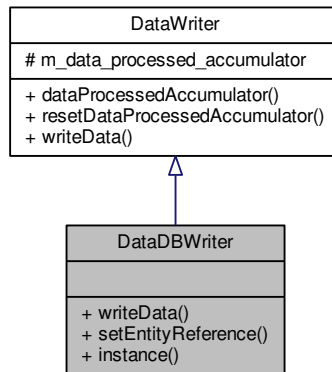 DataWriter
# m_data_processed_accumulator
+ dataProcessedAccumulator()
+ resetDataProcessedAccumulator()
+ writeData()
DataDBWriter
+ writeData()
+ setEntityReference()
+ instance()